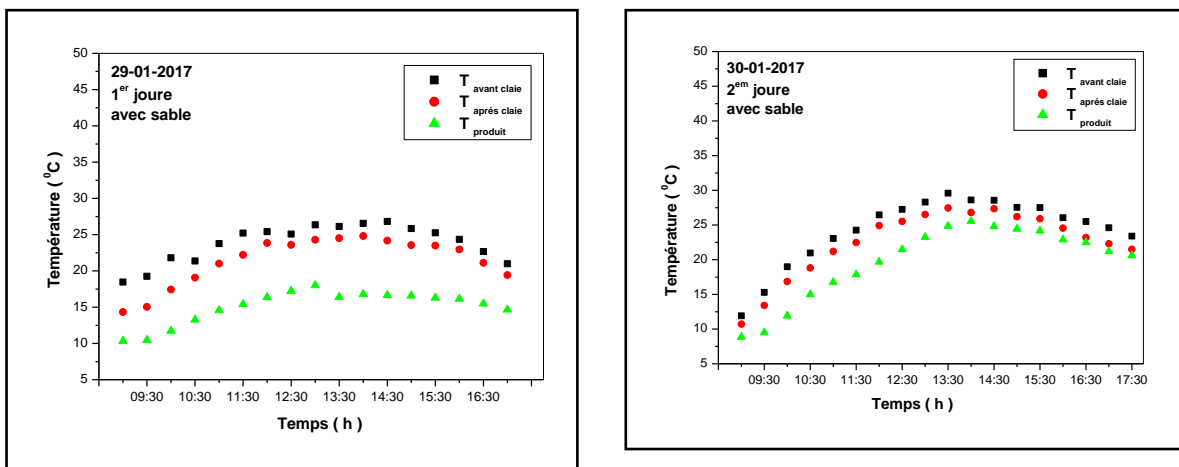 29-01-2017
1er joure
avec sable
T avant claie
T aprés claie
T produit
50
45
40
35
30
25
20
15
10
5
Température ( 0C)
09:30 10:30 11:30 12:30 13:30 14:30 15:30 16:30
Temps ( h )
30-01-2017
2em joure
avec sable
T avant claie
T aprés claie
T produit
50
45
40
35
30
25
20
15
10
5
Température ( 0C)
09:30 10:30 11:30 12:30 13:30 14:30 15:30 16:30 17:30
Temps ( h )